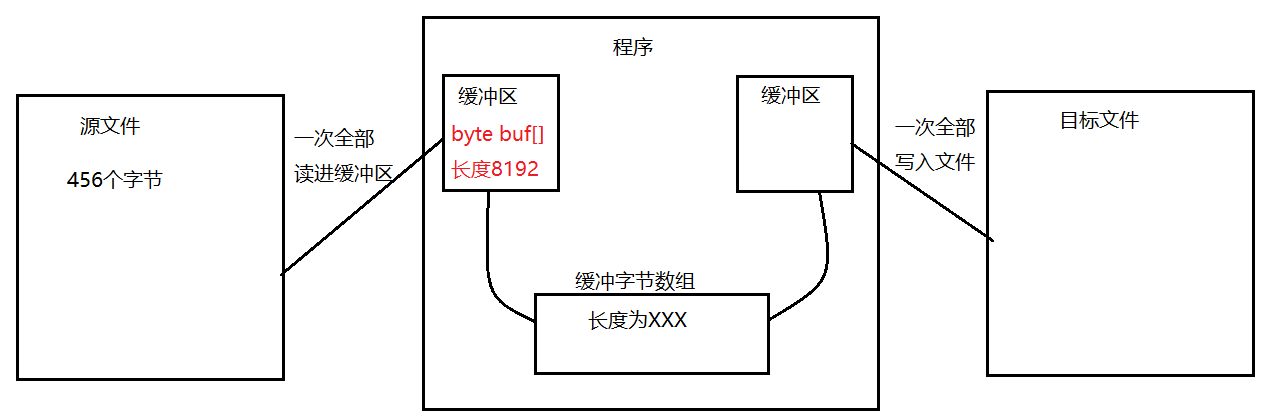 源文件
456个字节
一次全部
读进缓冲区
程序
缓冲区
byte buf[]
长度8192
缓冲区
缓冲字节数组
长度为XXX
一次全部
写入文件
目标文件